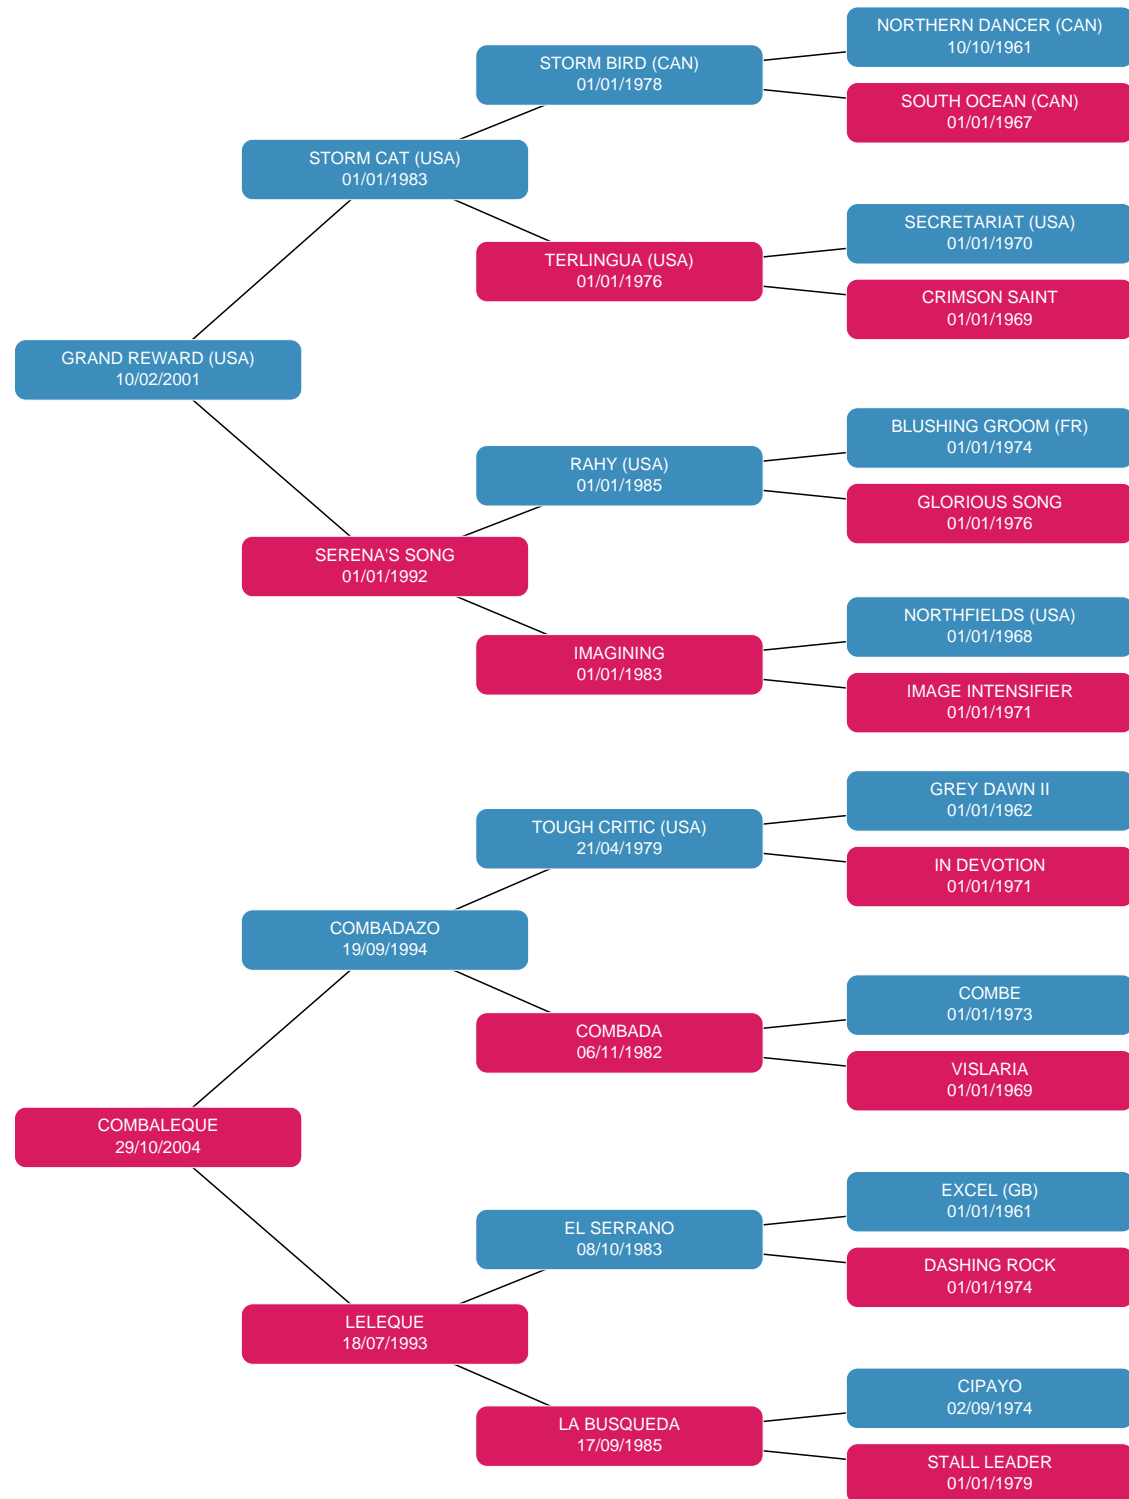 NORTHERN DANCER (CAN)
10/10/1961
STORM BIRD (CAN)
01/01/1978
SOUTH OCEAN (CAN)
01/01/1967
STORM CAT (USA)
01/01/1983
SECRETARIAT (USA)
01/01/1970
TERLINGUA (USA)
01/01/1976
CRIMSON SAINT
01/01/1969
GRAND REWARD (USA)
10/02/2001
BLUSHING GROOM (FR)
01/01/1974
RAHY (USA)
01/01/1985
GLORIOUS SONG
01/01/1976
SERENA'S SONG
01/01/1992
NORTHFIELDS (USA)
01/01/1968
IMAGINING
01/01/1983
IMAGE INTENSIFIER
01/01/1971
GREY DAWN II
01/01/1962
TOUGH CRITIC (USA)
21/04/1979
IN DEVOTION
01/01/1971
COMBADAZO
19/09/1994
COMBE
01/01/1973
COMBADA
06/11/1982
VISLARIA
01/01/1969
COMBALEQUE
29/10/2004
EXCEL (GB)
01/01/1961
EL SERRANO
08/10/1983
DASHING ROCK
01/01/1974
LELEQUE
18/07/1993
CIPAYO
02/09/1974
LA BUSQUEDA
17/09/1985
STALL LEADER
01/01/1979